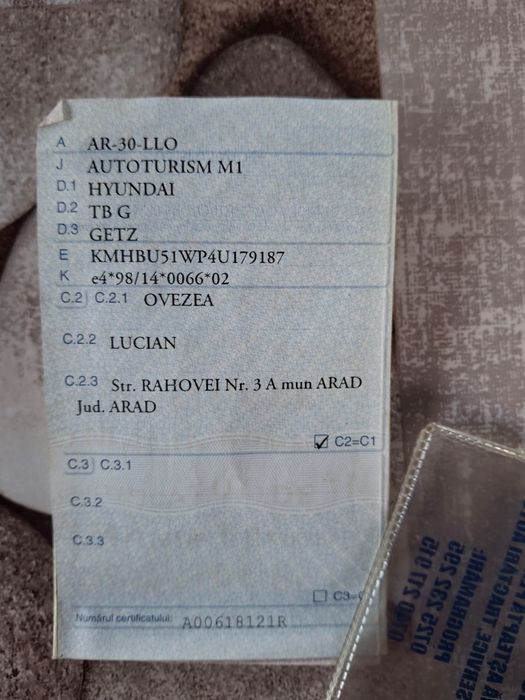 A AR-30-LLO
J AUTOTURISM M1
D.1 HYUNDAI
D.2 TB G
D.3 GETZ
E KMHBU51WP4U179187
K e4*98/14*0066*02
C.2 C.2.1 OVEZEA
C.2.2 LUCIAN
C.2.3 Str. RAHOVEI Nr. 3 A mun ARAD
Jud. ARAD
C2=C1
C.3 C.3.1
C.3.2
C.3.3
C3=
Numărul certificatului: A00618121R
PROGRAMĂRI: